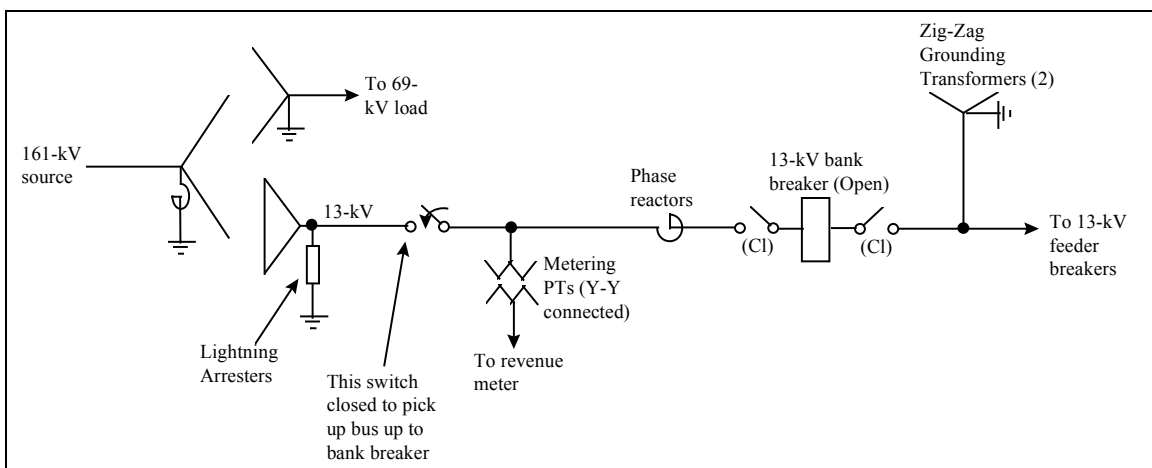 Zig-Zag
Grounding
Transformers (2)
To 69-
kV load
161-kV
source
13-kV bank
breaker (Open)
Phase
reactors
13-kV
(Cl)
(Cl)
To 13-kV
feeder
breakers
Metering
PTs (Y-Y
connected)
Lightning
Arresters
To revenue
meter
This switch
closed to pick
up bus up to
bank breaker